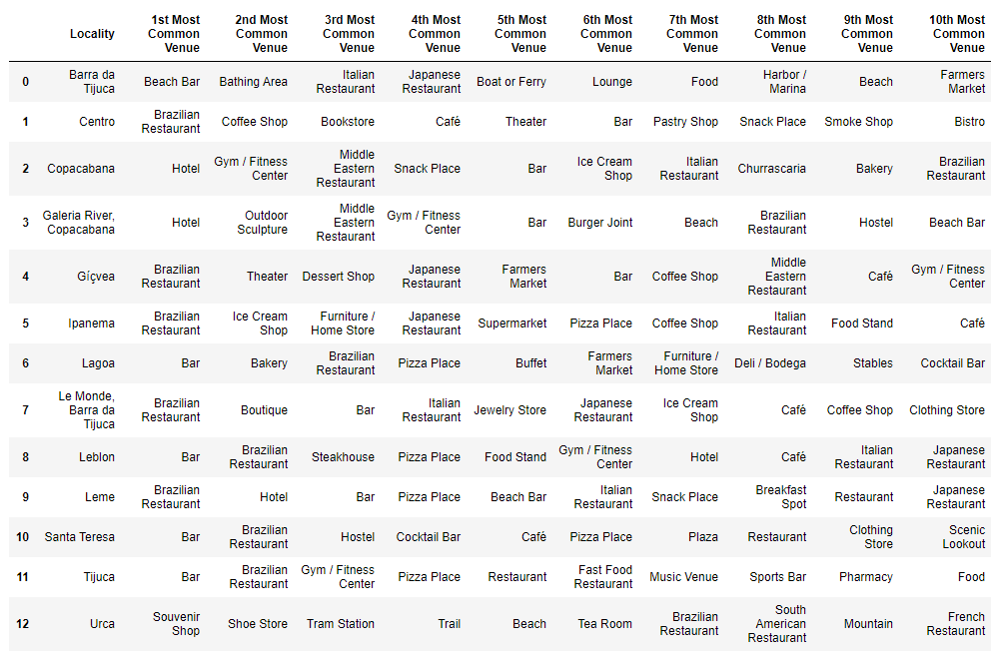 Locality 1st Most Common Venue 2nd Most Common Venue 3rd Most Common Venue 4th Most Common Venue 5th Most Common Venue 6th Most Common Venue 7th Most Common Venue 8th Most Common Venue 9th Most Common Venue 10th Most Common Venue
0 Barra da Tijuca Beach Bar Bathing Area Italian Restaurant Japanese Restaurant Boat or Ferry Lounge Food Harbor / Marina Beach Farmers Market
1 Centro Brazilian Restaurant Coffee Shop Bookstore Café Theater Bar Pastry Shop Snack Place Smoke Shop Bistro
2 Copacabana Hotel Gym / Fitness Center Middle Eastern Restaurant Snack Place Bar Ice Cream Shop Italian Restaurant Churrascaria Bakery Brazilian Restaurant
3 Galeria River, Copacabana Hotel Outdoor Sculpture Middle Eastern Restaurant Gym / Fitness Center Bar Burger Joint Beach Brazilian Restaurant Hostel Beach Bar
4 Gíçvea Brazilian Restaurant Theater Dessert Shop Japanese Restaurant Farmers Market Bar Coffee Shop Middle Eastern Restaurant Café Gym / Fitness Center
5 Ipanema Brazilian Restaurant Ice Cream Shop Furniture / Home Store Japanese Restaurant Supermarket Pizza Place Coffee Shop Italian Restaurant Food Stand Café
6 Lagoa Bar Bakery Brazilian Restaurant Pizza Place Buffet Farmers Market Furniture / Home Store Deli / Bodega Stables Cocktail Bar
7 Le Monde, Barra da Tijuca Brazilian Restaurant Boutique Bar Italian Restaurant Jewelry Store Japanese Restaurant Ice Cream Shop Café Coffee Shop Clothing Store
8 Leblon Bar Brazilian Restaurant Steakhouse Pizza Place Food Stand Gym / Fitness Center Hotel Café Italian Restaurant Japanese Restaurant
9 Leme Brazilian Restaurant Hotel Bar Pizza Place Beach Bar Italian Restaurant Snack Place Breakfast Spot Restaurant Japanese Restaurant
10 Santa Teresa Bar Brazilian Restaurant Hostel Cocktail Bar Café Pizza Place Plaza Restaurant Clothing Store Scenic Lookout
11 Tijuca Bar Brazilian Restaurant Gym / Fitness Center Pizza Place Restaurant Fast Food Restaurant Music Venue Sports Bar Pharmacy Food
12 Urca Souvenir Shop Shoe Store Tram Station Trail Beach Tea Room Brazilian Restaurant South American Restaurant Mountain French Restaurant